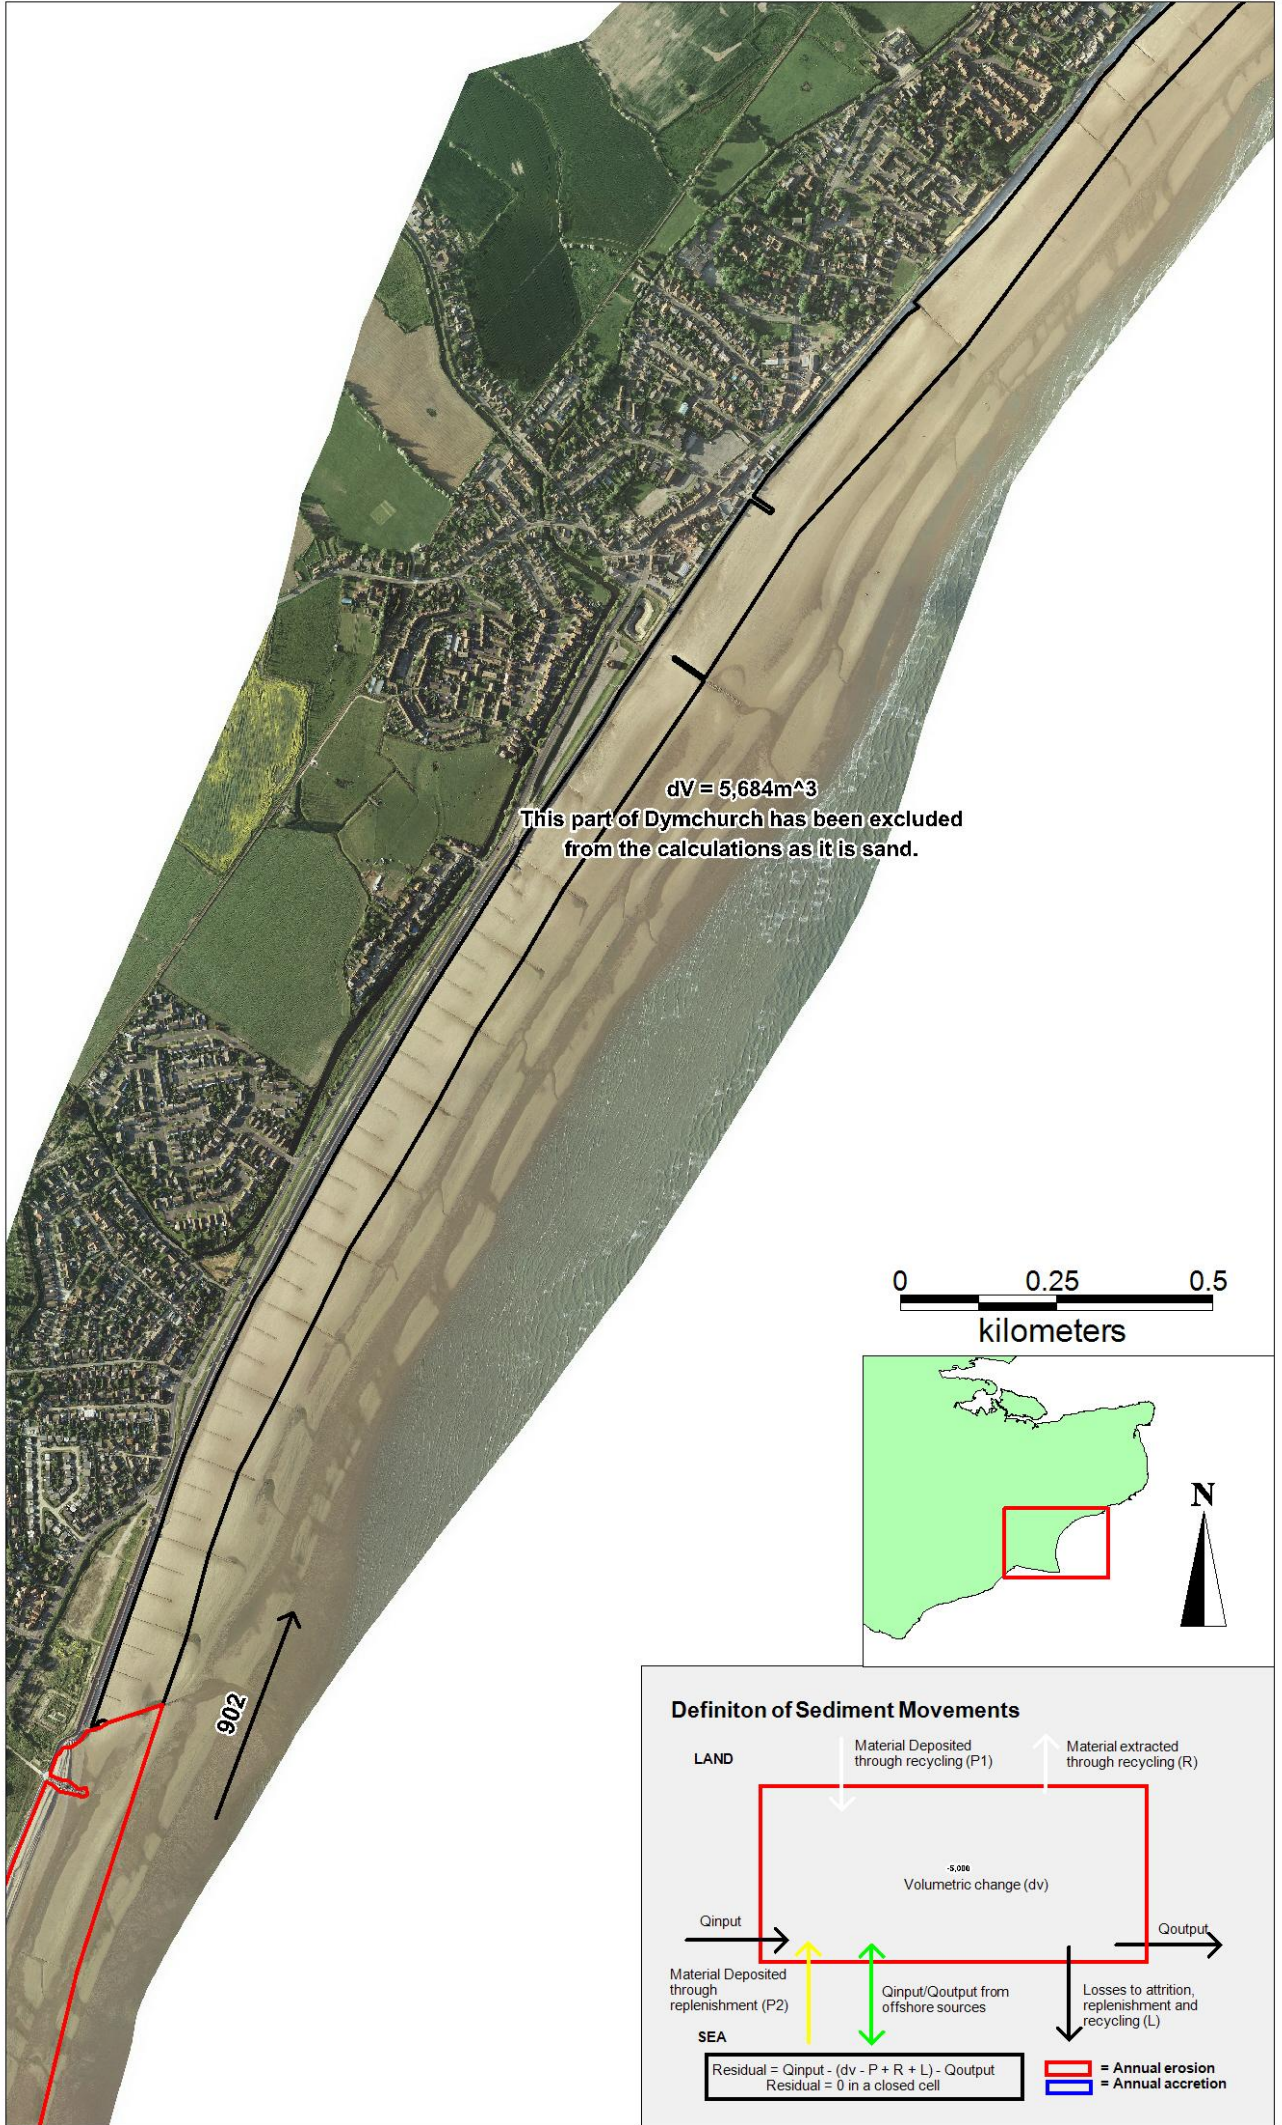 dV = 5,684m^3
This part of Dymchurch has been excluded
from the calculations as it is sand.
0 0.25 0.5
kilometers
N
902
Definiton of Sediment Movements
LAND
Material Deposited
through recycling (P1)
Material extracted
through recycling (R)
-5,000
Volumetric change (dv)
Qinput
Qoutput
Material Deposited
through
replenishment (P2)
Qinput/Qoutput from
offshore sources
Losses to attrition,
replenishment and
recycling (L)
SEA
Residual = Qinput - (dv - P + R + L) - Qoutput
Residual = 0 in a closed cell
= Annual erosion
= Annual accretion